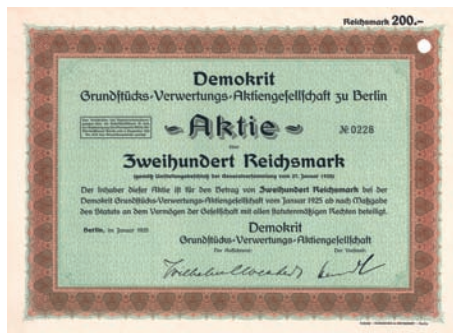 Reichsmark 200.–
Demokrit
Grundstücks-Verwertungs-Aktiengesellschaft zu Berlin
Aktie
№ 0228
über
Zweihundert Reichsmark
Der Inhaber dieser Aktie ist für den Betrag von Zweihundert Reichsmark bei der
Demokrit Grundstücks-Verwertungs-Aktiengesellschaft vom Januar 1925 ab nach Maßgabe
des Statuts an dem Vermögen der Gesellschaft mit allen statutenmäßigen Rechten beteiligt.
Berlin, im Januar 1925
Demokrit
Grundstücks-Verwertungs-Aktiengesellschaft
Der Aufsichtsrat: Der Vorstand: